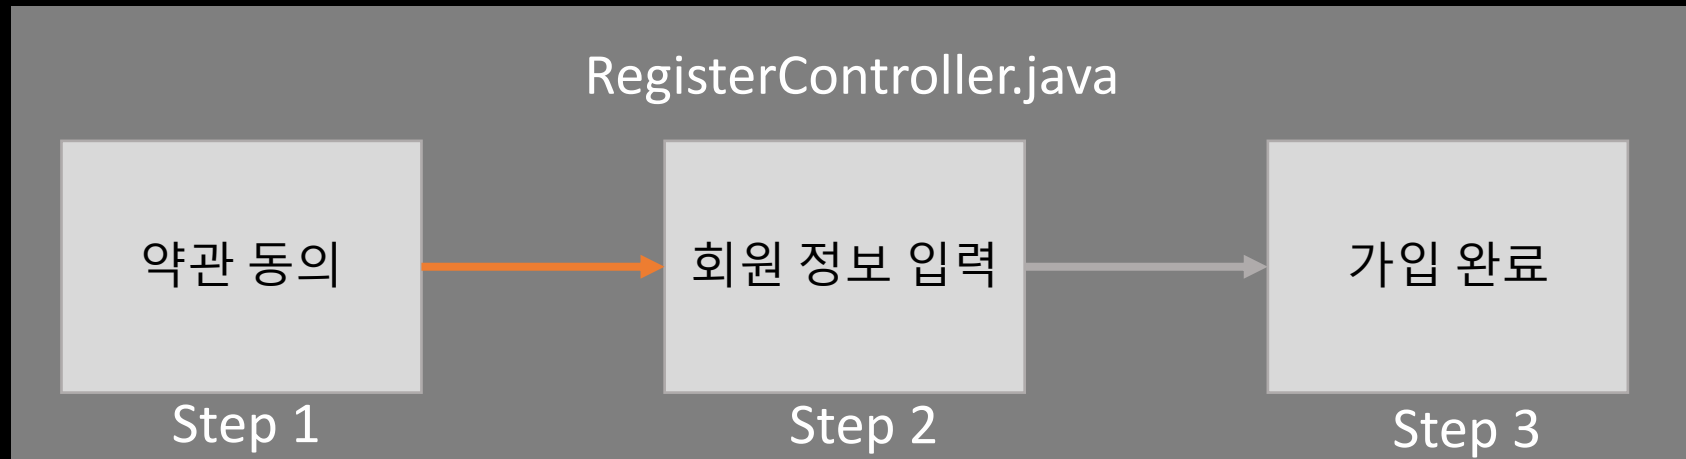 RegisterController.java
약관 동의
회원 정보 입력
가입 완료
Step 1
Step 2
Step 3